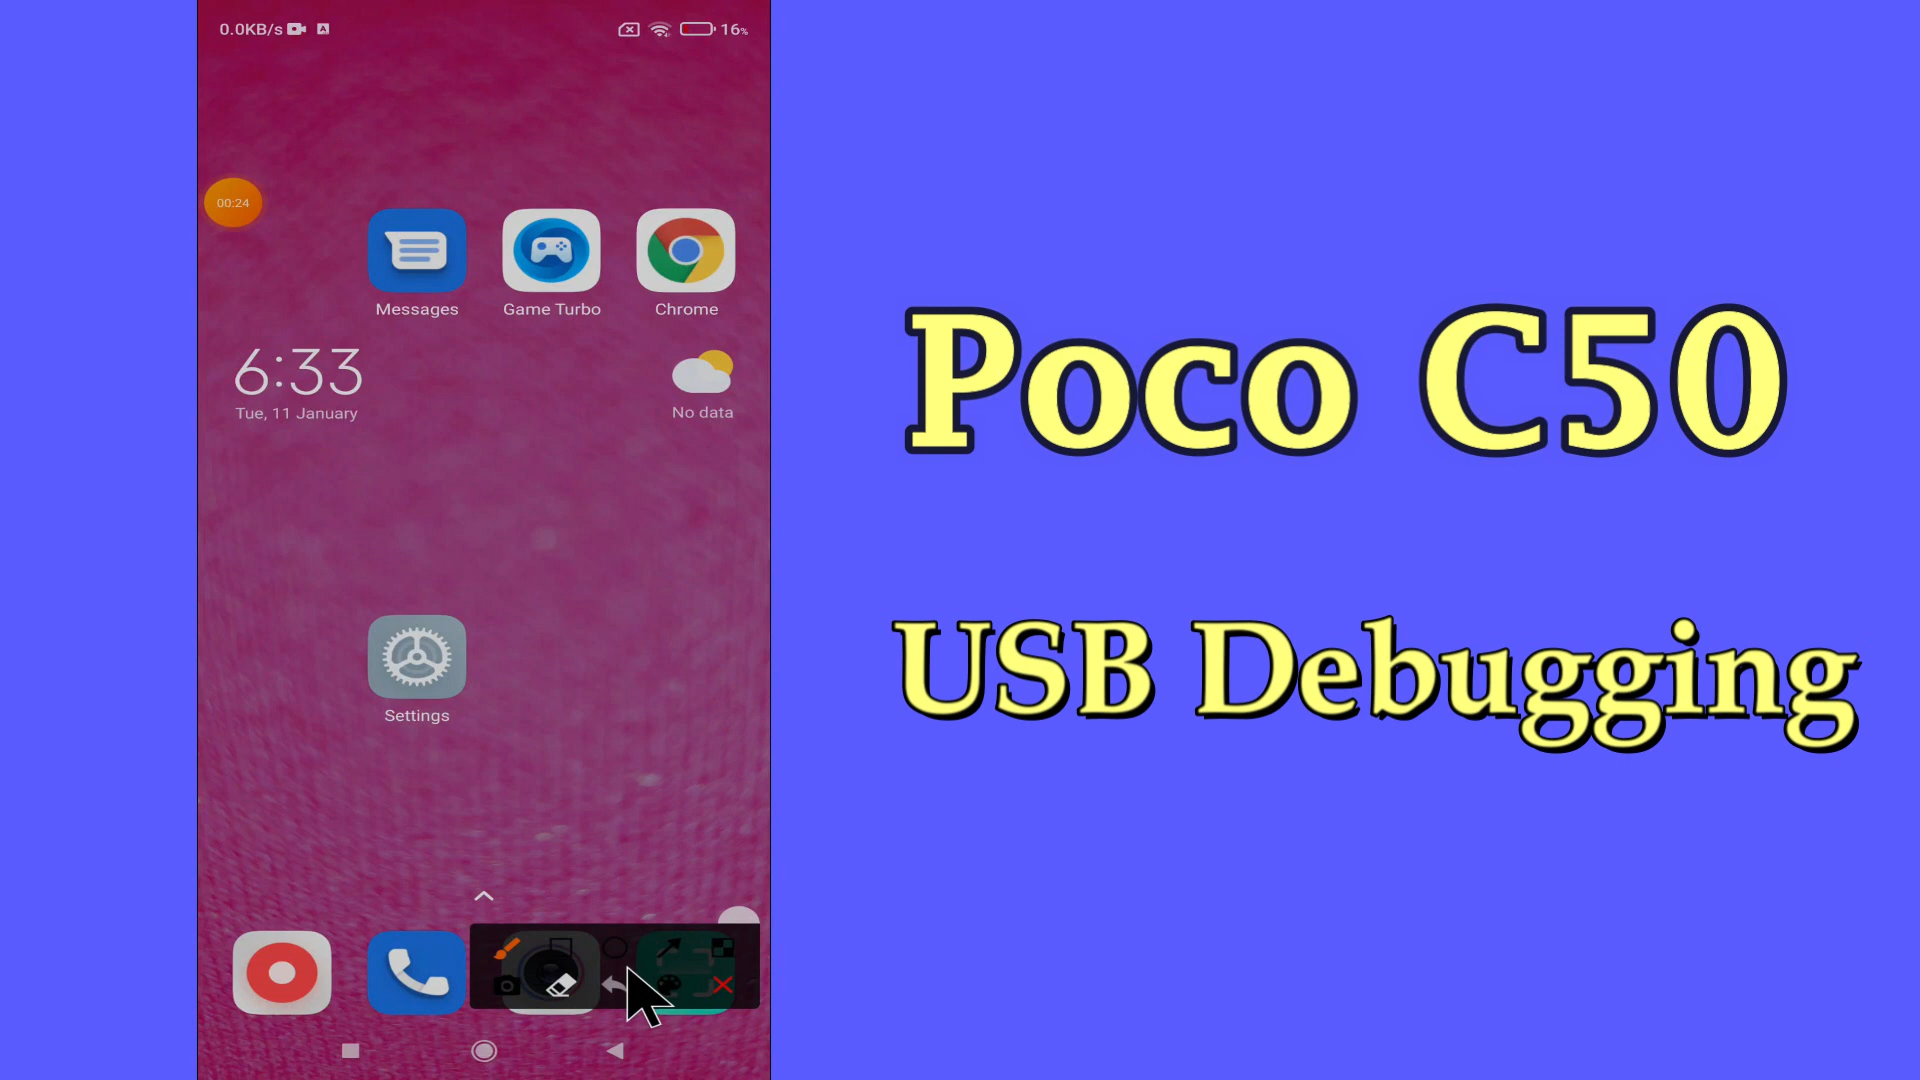 0.0KB/s
16%
00:24
Messages
Game Turbo
Chrome
6:33
Tue, 11 January
No data
Settings
Poco C50
USB Debugging